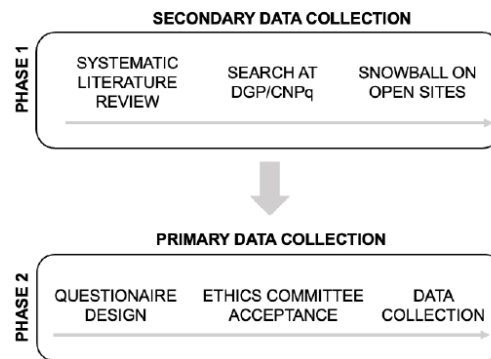 SECONDARY DATA COLLECTION
PHASE 1
SYSTEMATIC
LITERATURE
REVIEW
SEARCH AT
DGP/CNPq
SNOWBALL ON
OPEN SITES
PRIMARY DATA COLLECTION
PHASE 2
QUESTIONAIRE
DESIGN
ETHICS COMMITTEE
ACCEPTANCE
DATA
COLLECTION